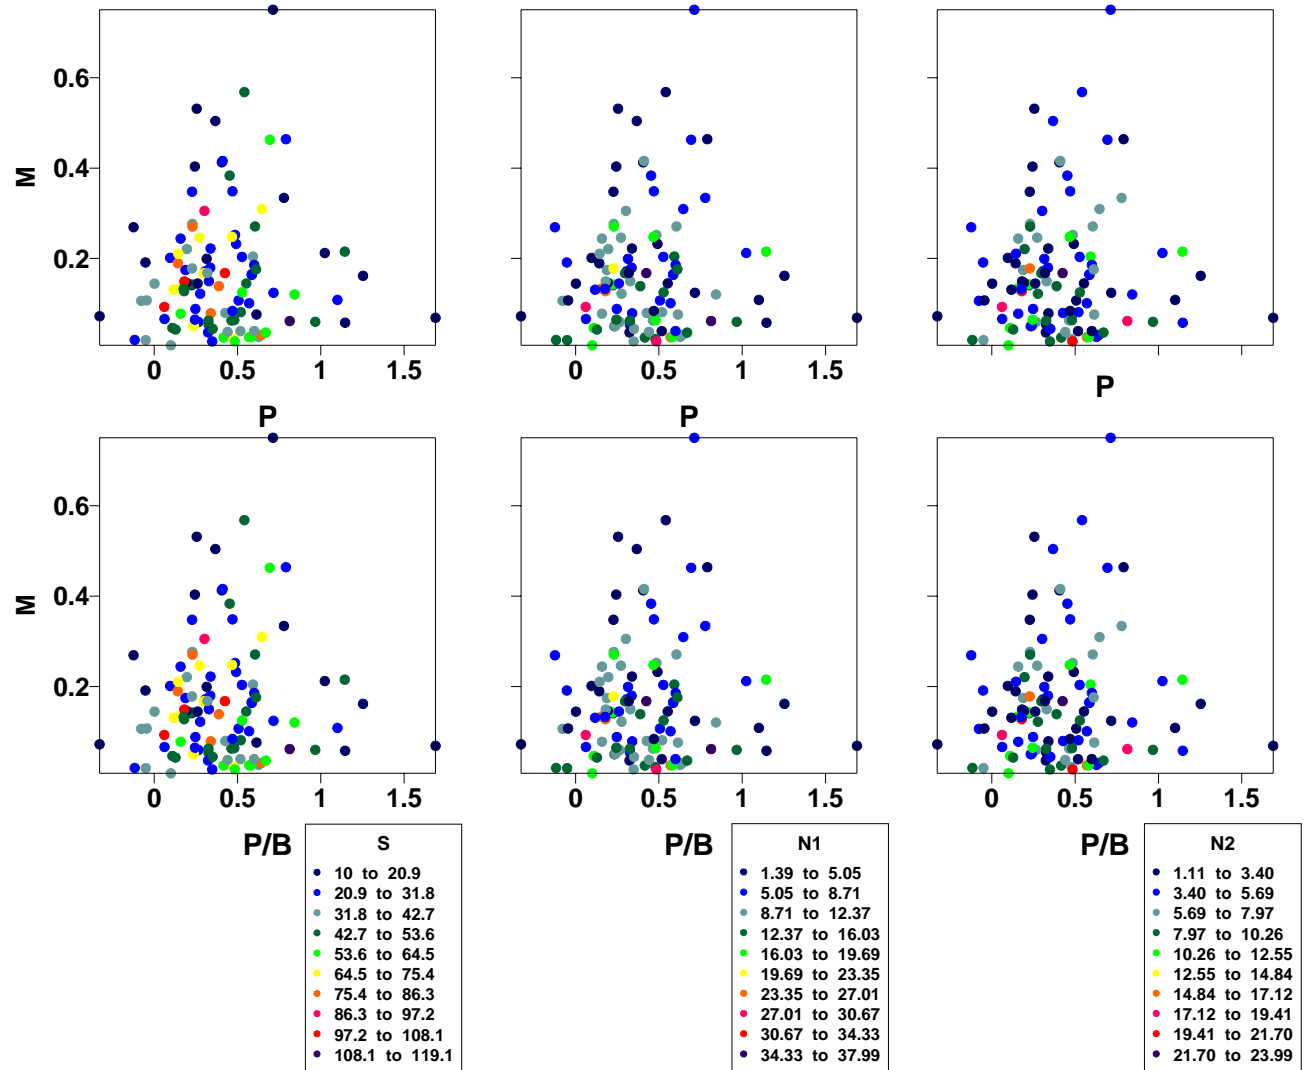 0.6
0.4
0.2
M
0 0.5 1 1.5
P
P
0.6
0.4
0.2
M
0 0.5 1 1.5
0 0.5 1 1.5
0 0.5 1 1.5
P/B
P/B
P/B
S
10 to 20.9
20.9 to 31.8
31.8 to 42.7
42.7 to 53.6
53.6 to 64.5
64.5 to 75.4
75.4 to 86.3
86.3 to 97.2
97.2 to 108.1
108.1 to 119.1
N1
1.39 to 5.05
5.05 to 8.71
8.71 to 12.37
12.37 to 16.03
16.03 to 19.69
19.69 to 23.35
23.35 to 27.01
27.01 to 30.67
30.67 to 34.33
34.33 to 37.99
N2
1.11 to 3.40
3.40 to 5.69
5.69 to 7.97
7.97 to 10.26
10.26 to 12.55
12.55 to 14.84
14.84 to 17.12
17.12 to 19.41
19.41 to 21.70
21.70 to 23.99
0 0.5 1 1.5